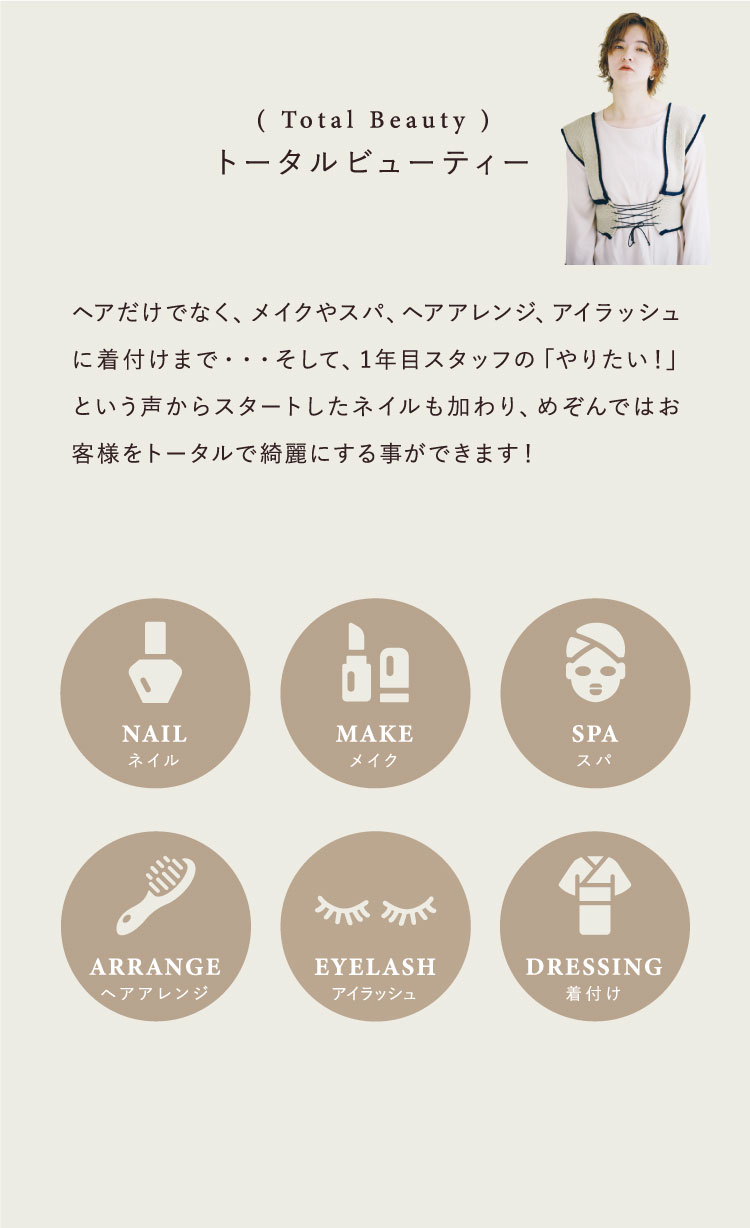 ( Total Beauty )
トータルビューティー
ヘアだけでなく、メイクやスパ、ヘアアレンジ、アイラッシュ
に着付けまで・・・そして、1年目スタッフの「やりたい！」
という声からスタートしたネイルも加わり、めぞんではお
客様をトータルで綺麗にする事ができます！
NAIL
ネイル
MAKE
メイク
SPA
スパ
ARRANGE
ヘアアレンジ
EYELASH
アイラッシュ
DRESSING
着付け